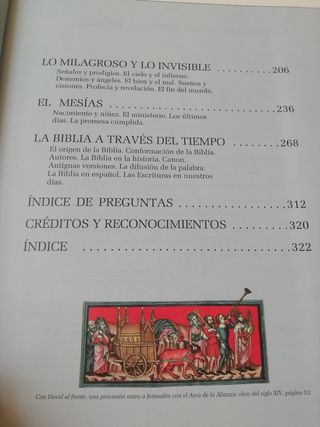 LO MILAGROSO Y LO INVISIBLE ..........206
Señales y prodigios. El cielo y el infierno.
Demonios y ángeles. El bien y el mal. Sueños y
visiones. Profecía y revelación. El fin del mundo.
EL MESÍAS ........................236
Nacimiento y niñez. El ministerio. Los últimos
días. La promesa cumplida.
LA BIBLIA A TRAVÉS DEL TIEMPO ........268
El origen de la Biblia. Conformación de la Biblia.
Autores. La Biblia en la historia. Canon.
Antiguas versiones. La difusión de la palabra.
La Biblia en español. Las Escrituras en nuestros
días.
ÍNDICE DE PREGUNTAS ................312
CRÉDITOS Y RECONOCIMIENTOS .........320
ÍNDICE ..............................322
Con David al frente, una procesión entra a Jerusalén con el Arca de la Alianza: obra del siglo XIV, página 53.